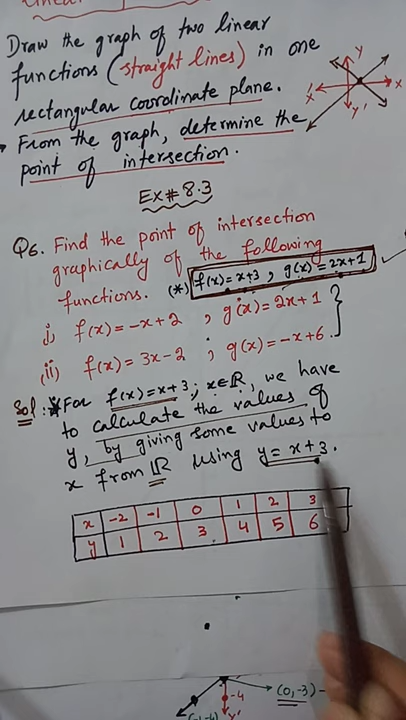 Draw the graph of two linear
functions (straight lines) in one
rectangular coordinate plane.
From the graph, determine the
point of intersection.
Y
X' X
Y'
Ex# 8.3
Q6. Find the point of intersection
graphically of the following
functions. (*) f(x)=x+3, g(x)=2x+1
i) f(x)=-x+2, g(x)=2x+1
(ii) f(x)=3x-2, g(x)=-x+6.
Sol: * For f(x)=x+3; x∈ℝ, we have
to calculate the values of
y, by giving some values to
x from ℝ using y=x+3.
x -2 -1 0 1 2 3
y 1 2 3 4 5 6
-4 (0,-3)
Y'